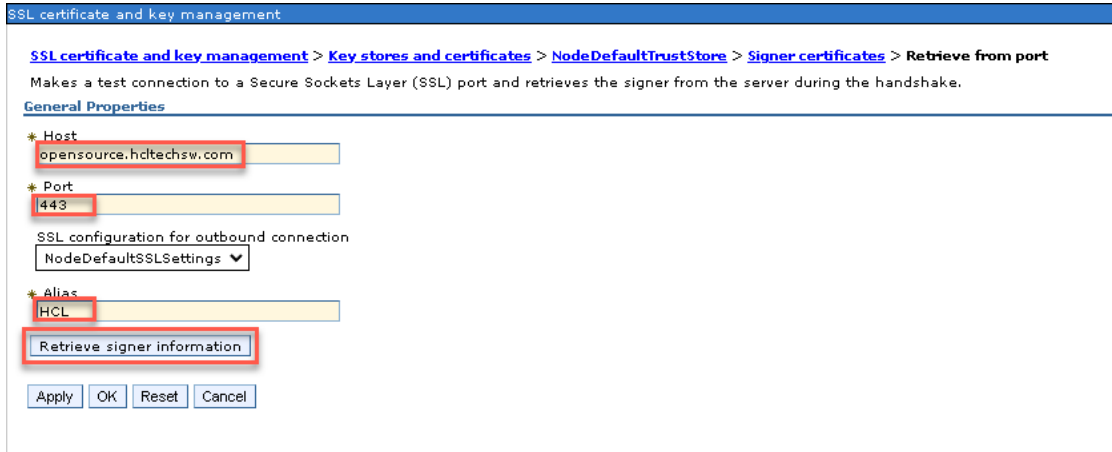 SSL certificate and key management
SSL certificate and key management > Key stores and certificates > NodeDefaultTrustStore > Signer certificates > Retrieve from port
Makes a test connection to a Secure Sockets Layer (SSL) port and retrieves the signer from the server during the handshake.
General Properties
* Host
opensource.hcltechsw.com
* Port
443
SSL configuration for outbound connection
NodeDefaultSSLSettings
* Alias
HCL
Retrieve signer information
Apply OK Reset Cancel